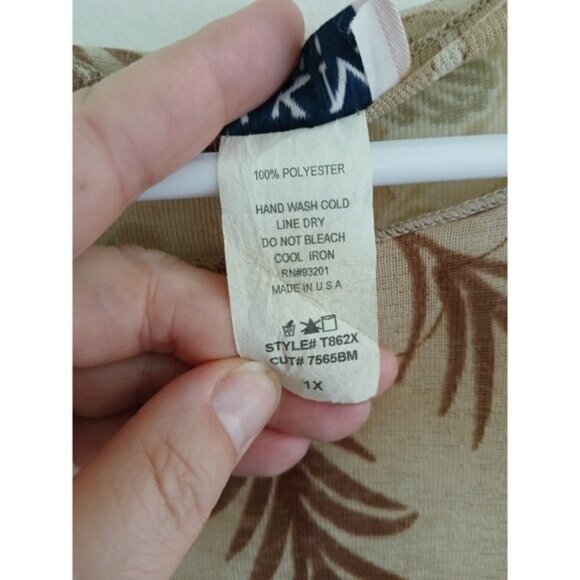 100% POLYESTER
HAND WASH COLD
LINE DRY
DO NOT BLEACH
COOL IRON
RN#93201
MADE IN U.S.A
STYLE# T862X
CUT# 7565BM
1X